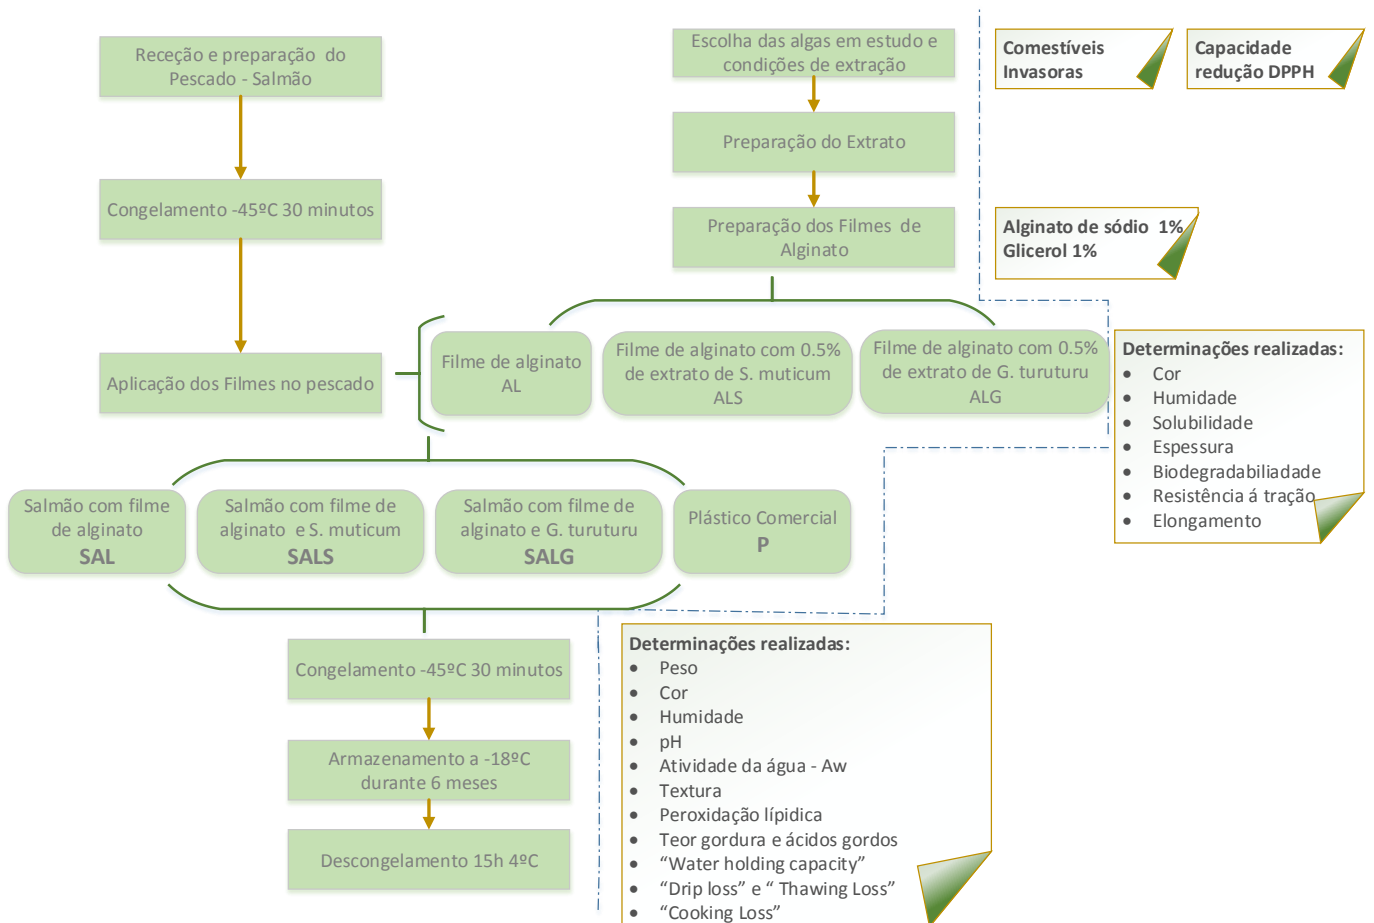 Receção e preparação do
Pescado - Salmão
Congelamento -45ºC 30 minutos
Aplicação dos Filmes no pescado
Escolha das algas em estudo e
condições de extração
Preparação do Extrato
Preparação dos Filmes de
Alginato
Comestíveis
Invasoras
Capacidade
redução DPPH
Alginato de sódio 1%
Glicerol 1%
Filme de alginato
AL
Filme de alginato com 0.5%
de extrato de S. muticum
ALS
Filme de alginato com 0.5%
de extrato de G. turuturu
ALG
Determinações realizadas:
• Cor
• Humidade
• Solubilidade
• Espessura
• Biodegradabiliadade
• Resistência á tração
• Elongamento
Salmão com filme
de alginato
SAL
Salmão com filme de
alginato e S. muticum
SALS
Salmão com filme de
alginato e G. turuturu
SALG
Plástico Comercial
P
Congelamento -45ºC 30 minutos
Armazenamento a -18ºC
durante 6 meses
Descongelamento 15h 4ºC
Determinações realizadas:
• Peso
• Cor
• Humidade
• pH
• Atividade da água - Aw
• Textura
• Peroxidação lípidica
• Teor gordura e ácidos gordos
• “Water holding capacity”
• “Drip loss” e “ Thawing Loss”
• “Cooking Loss”